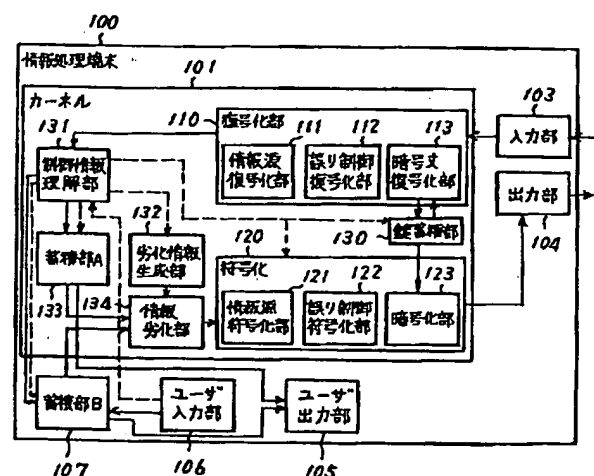 100
情報処理端末
101
カーネル
131
制御情報
理解部
110
復号化部
111
情報源
復号化部
112
誤り制御
復号化部
113
暗号文
復号化部
103
入力部
出力部
104
132
劣化情報
生成部
130
鍵蓄積部
蓄積部A
133
134
情報
劣化部
120
符号化
121
情報源
符号化部
122
誤り制御
符号化部
123
暗号化部
蓄積部B
107
ユーザ
入力部
106
ユーザ
出力部
105